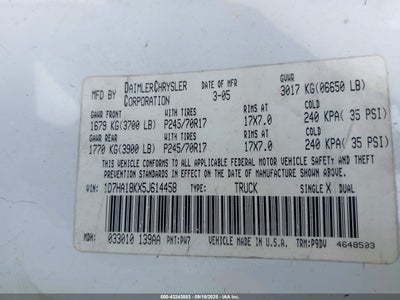 MFD BY DAIMLERCHRYSLER CORPORATION DATE OF MFR 3-05 GVWR 3017 KG(06650 LB)
GAWR FRONT WITH TIRES RIMS AT COLD
1679 KG(3700 LB) P245/70R17 17X7.0 240 KPA( 35 PSI)
GAWR REAR WITH TIRES RIMS AT COLD
1770 KG(3900 LB) P245/70R17 17X7.0 240 KPA( 35 PSI)
THIS VEHICLE CONFORMS TO ALL APPLICABLE FEDERAL MOTOR VEHICLE SAFETY AND
THEFT PREVENTION STANDARDS IN EFFECT ON THE DATE OF MANUFACTURE SHOWN ABOVE.
VIN: 1D7HA18KX5J614458 TYPE: TRUCK SINGLE X DUAL
MDH: 033010 139AA PNT: PW7 VEHICLE MADE IN U.S.A. TRM: P9DV 4648503
000-43243883 - 09/18/2025 - IAA Inc.